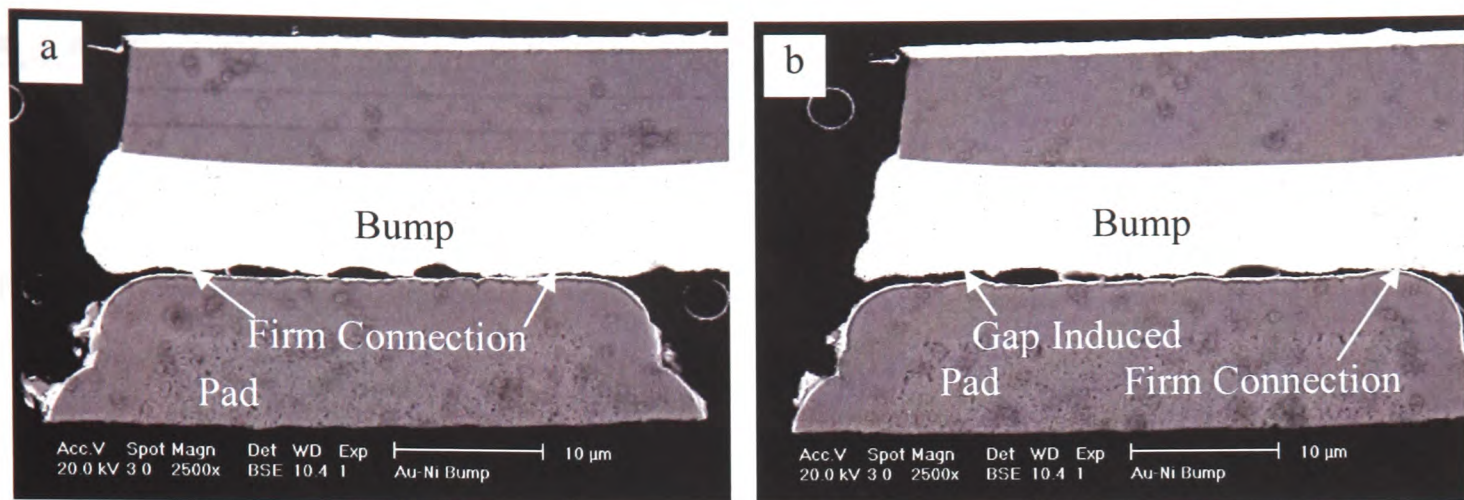 a
Bump
Firm Connection
Pad
Acc.V Spot Magn Det WD Exp
20.0 kV 3.0 2500x BSE 10.4 1
10 µm
Au-Ni Bump
b
Bump
Gap Induced
Pad
Firm Connection
Acc.V Spot Magn Det WD Exp
20.0 kV 3.0 2500x BSE 10.4 1
10 µm
Au-Ni Bump